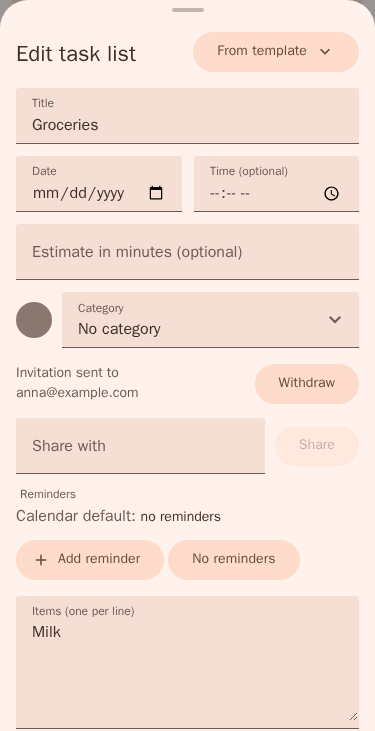 Edit task list
From template
Title
Groceries
Date
Time (optional)
mm/dd/yyyy
--:-- --
Estimate in minutes (optional)
Category
No category
Invitation sent to
anna@example.com
Withdraw
Share with
Share
Reminders
Calendar default: no reminders
+ Add reminder
No reminders
Items (one per line)
Milk